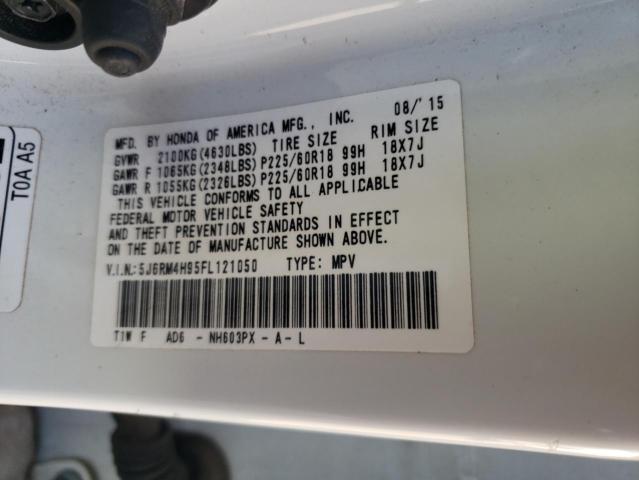 MFD. BY HONDA OF AMERICA MFG., INC. 08/'15
GVWR 2100KG(4630LBS) TIRE SIZE RIM SIZE
GAWR F 1065KG(2348LBS) P225/60R18 99H 18X7J
GAWR R 1055KG(2326LBS) P225/60R18 99H 18X7J
THIS VEHICLE CONFORMS TO ALL APPLICABLE
FEDERAL MOTOR VEHICLE SAFETY
AND THEFT PREVENTION STANDARDS IN EFFECT
ON THE DATE OF MANUFACTURE SHOWN ABOVE.
V.I.N.:5J6RM4H95FL121050 TYPE: MPV
T1W F AD6 - NH603PX - A - L
T0A A5